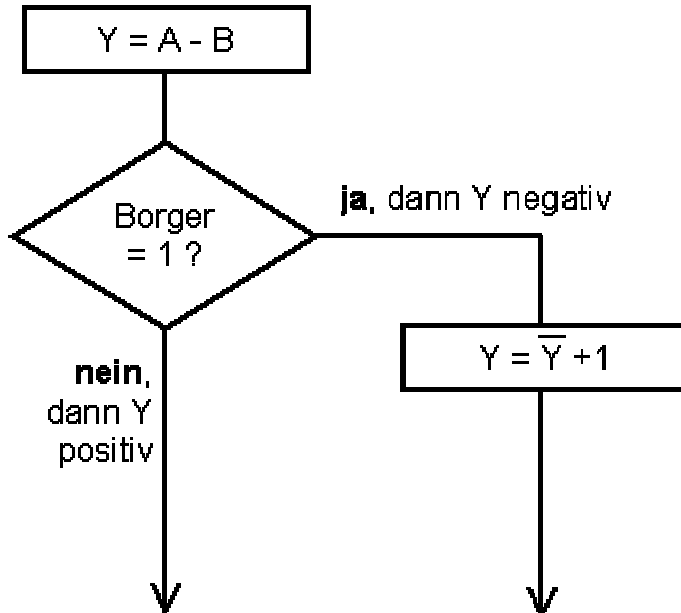 Y = A - B
Borger
= 1 ?
ja, dann Y negativ
Y = Y̅ +1
nein,
dann Y
positiv